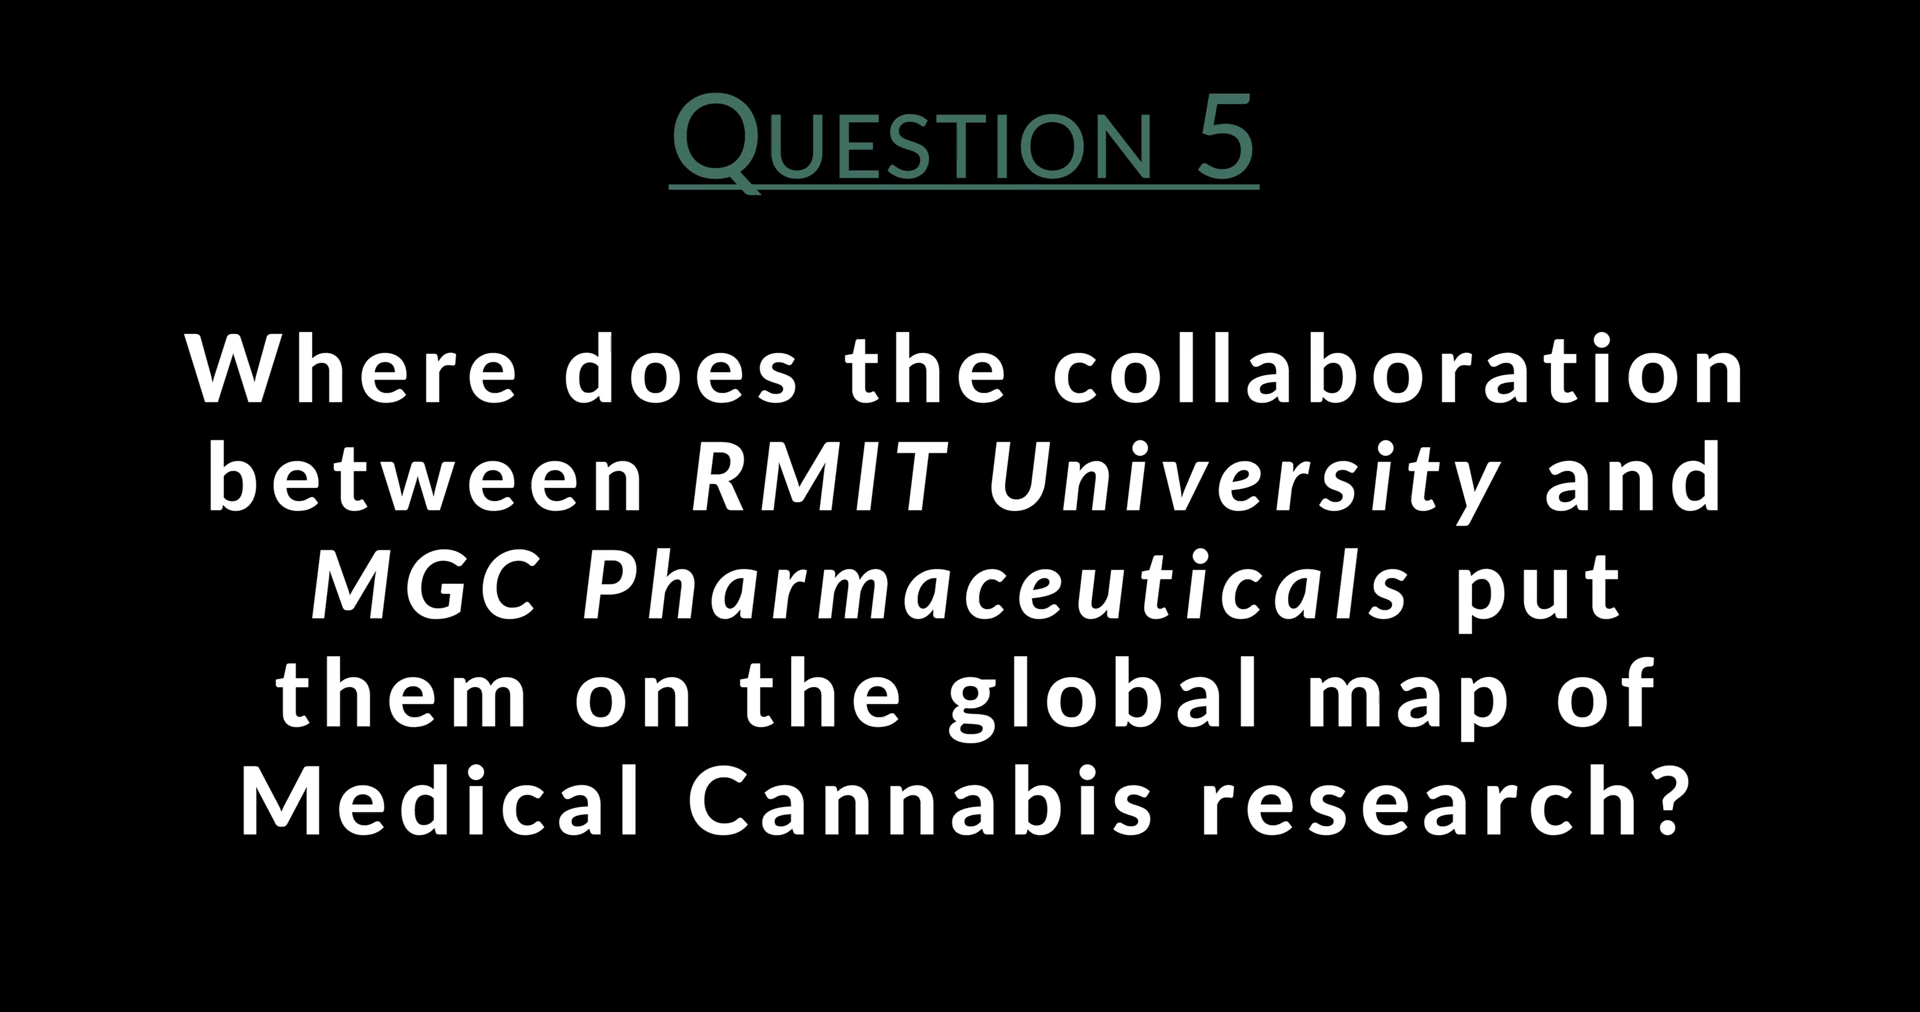 Question 5
Where does the collaboration
between RMIT University and
MGC Pharmaceuticals put
them on the global map of
Medical Cannabis research?